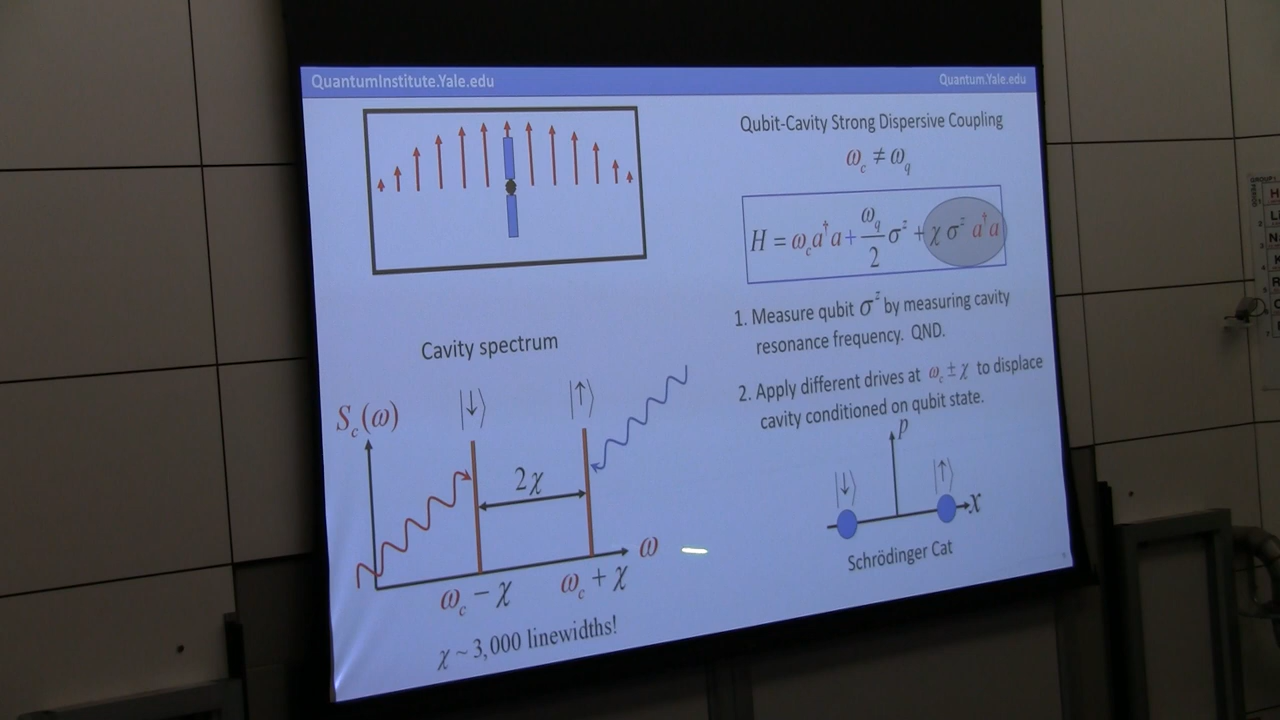 QuantumInstitute.Yale.edu
Quantum.Yale.edu
Qubit-Cavity Strong Dispersive Coupling
ω_c ≠ ω_q
H = ω_c a†a + ω_q/2 σ^z + χ σ^z a†a
1. Measure qubit σ^z by measuring cavity
resonance frequency. QND.
2. Apply different drives at ω_c ± χ to displace
cavity conditioned on qubit state.
p
|↓⟩
|↑⟩
x
Schrödinger Cat
Cavity spectrum
S_c(ω)
|↓⟩
|↑⟩
2χ
ω
ω_c − χ
ω_c + χ
χ ~ 3,000 linewidths!